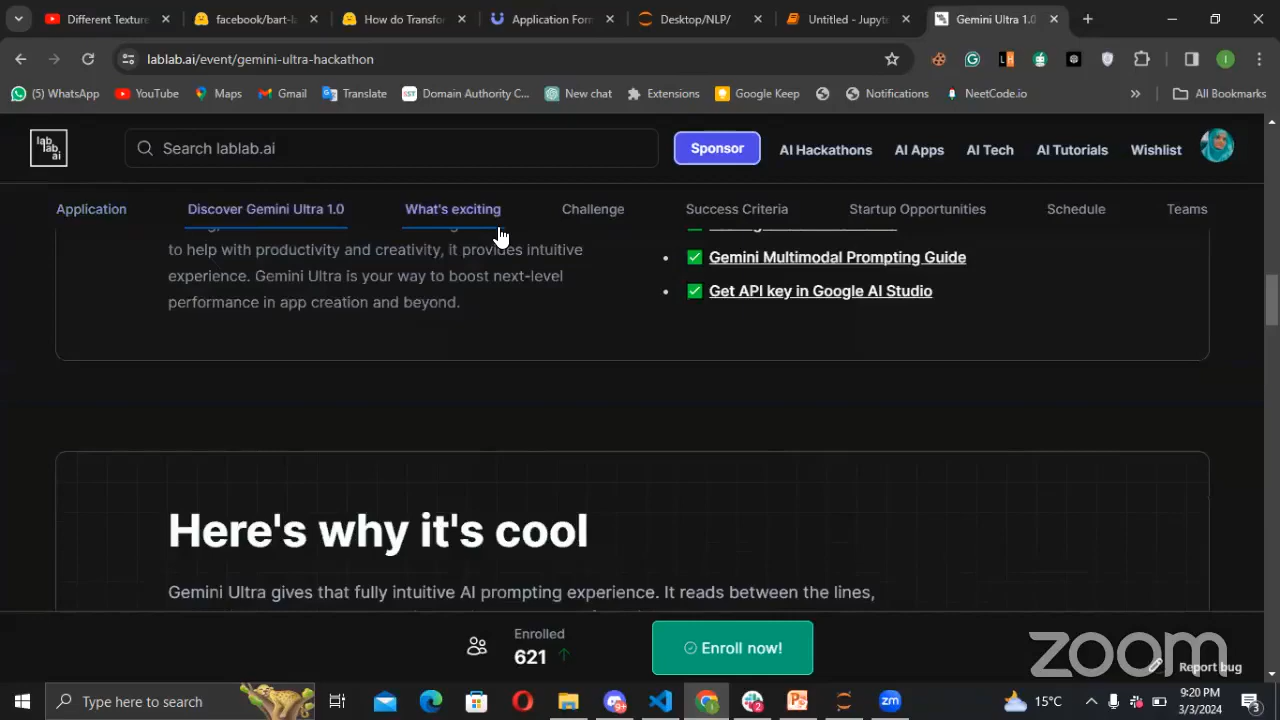 Different Texture
facebook/bart-l
How do Transfor
Application Form
Desktop/NLP/
Untitled - Jupyte
Gemini Ultra 1.0
lablab.ai/event/gemini-ultra-hackathon
(5) WhatsApp
YouTube
Maps
Gmail
Translate
Domain Authority C...
New chat
Extensions
Google Keep
Notifications
NeetCode.io
All Bookmarks
lab lab ai
Search lablab.ai
Sponsor
AI Hackathons
AI Apps
AI Tech
AI Tutorials
Wishlist
Application
Discover Gemini Ultra 1.0
What's exciting
Challenge
Success Criteria
Startup Opportunities
Schedule
Teams
to help with productivity and creativity, it provides intuitive
experience. Gemini Ultra is your way to boost next-level
performance in app creation and beyond.
Gemini Multimodal Prompting Guide
Get API key in Google AI Studio
Here's why it's cool
Gemini Ultra gives that fully intuitive AI prompting experience. It reads between the lines,
Enrolled
621
Enroll now!
zoom
Report bug
Type here to search
15°C
9:20 PM
3/3/2024